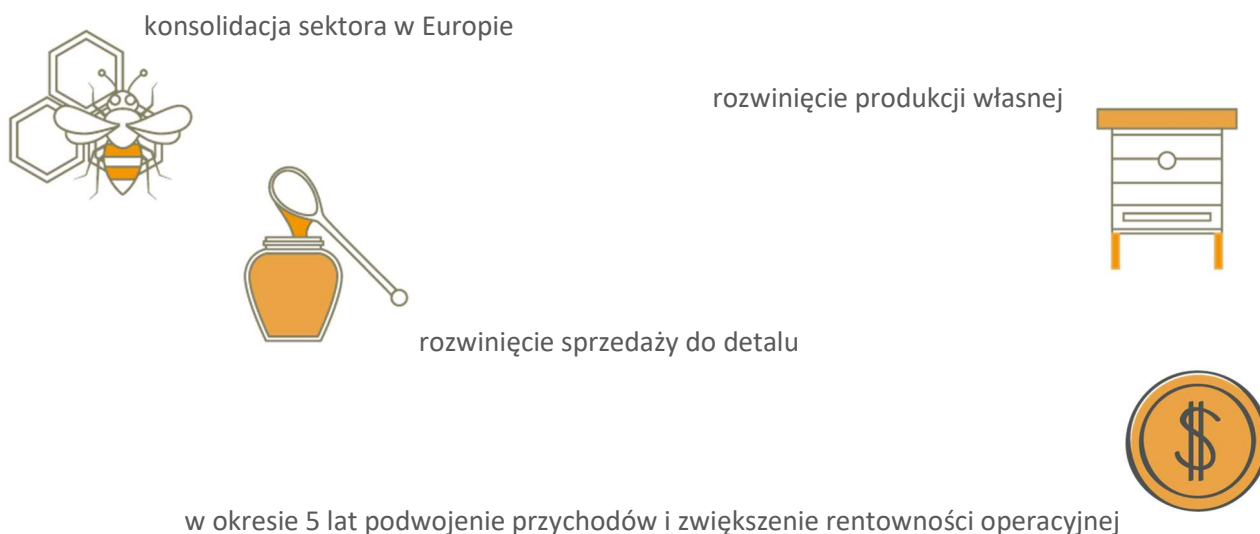 konsolidacja sektora w Europie
rozwinięcie produkcji własnej
rozwinięcie sprzedaży do detalu
w okresie 5 lat podwojenie przychodów i zwiększenie rentowności operacyjnej